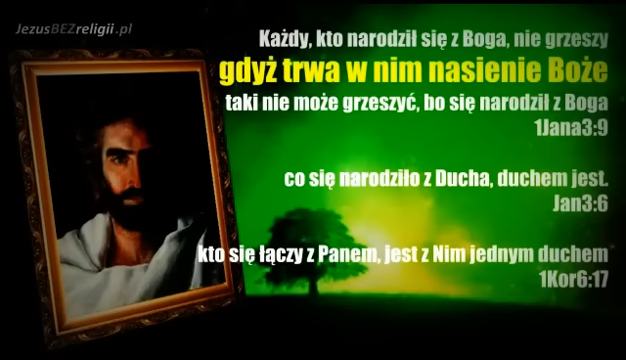 JezusBEZreligii.pl
Każdy, kto narodził się z Boga, nie grzeszy
gdyż trwa w nim nasienie Boże
taki nie może grzeszyć, bo się narodził z Boga
1Jana3:9
co się narodziło z Ducha, duchem jest.
Jan3:6
kto się łączy z Panem, jest z Nim jednym duchem
1Kor6:17